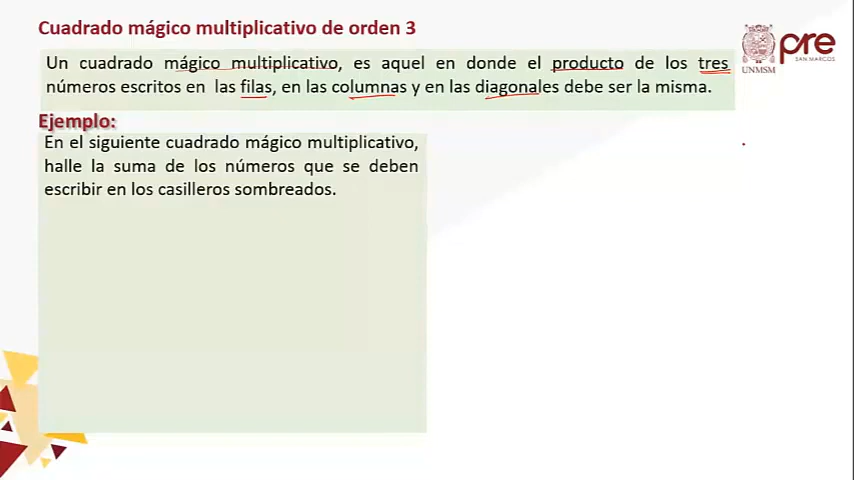 Cuadrado mágico multiplicativo de orden 3
Un cuadrado mágico multiplicativo, es aquel en donde el producto de los tres
números escritos en las filas, en las columnas y en las diagonales debe ser la misma.
UNMSM
pre
SAN MARCOS
Ejemplo:
En el siguiente cuadrado mágico multiplicativo,
halle la suma de los números que se deben
escribir en los casilleros sombreados.